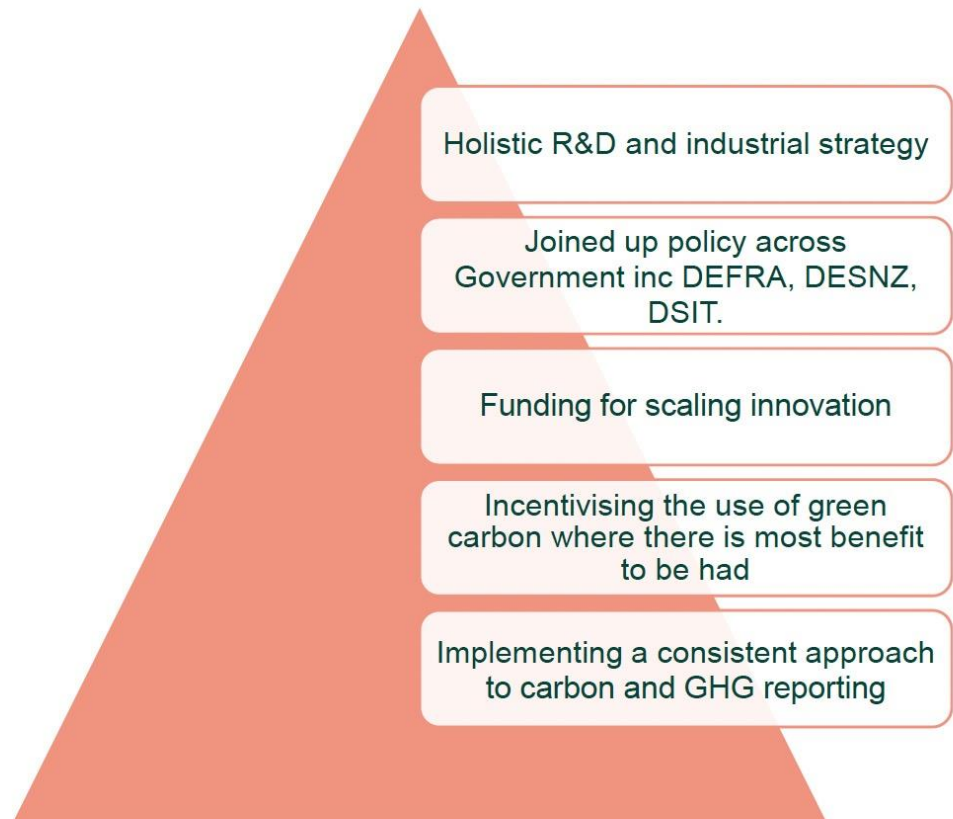 Holistic R&D and industrial strategy
Joined up policy across
Government inc DEFRA, DESNZ,
DSIT.
Funding for scaling innovation
Incentivising the use of green
carbon where there is most benefit
to be had
Implementing a consistent approach
to carbon and GHG reporting